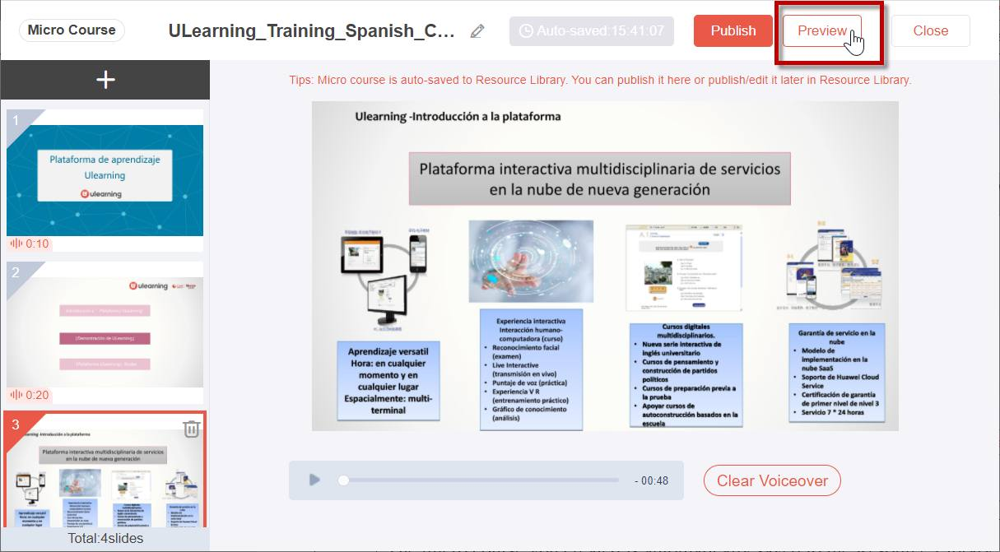 Micro Course
ULearning_Training_Spanish_C...
Auto-saved:15:41:07
Publish
Preview
Close
Tips: Micro course is auto-saved to Resource Library. You can publish it here or publish/edit it later in Resource Library.
1
Plataforma de aprendizaje
Ulearning
ulearning
0:10
2
ulearning
(Demostración de ULearning)
0:20
3
Ulearning -Introducción a la plataforma
Plataforma interactiva multidisciplinaria de servicios
en la nube de nueva generación
Total:4slides
Ulearning -Introducción a la plataforma
Plataforma interactiva multidisciplinaria de servicios
en la nube de nueva generación
Aprendizaje versatil
Hora: en cualquier
momento y en
cualquier lugar
Espacialmente: multi-
terminal
Experiencia interactiva
Interacción humano-
computadora (curso)
• Reconocimiento facial
(examen)
• Live Interactive
(transmisión en vivo)
• Puntaje de voz (práctica)
• Experiencia V R
(entrenamiento práctico)
• Gráfico de conocimiento
(análisis)
Cursos digitales
multidisciplinarios.
• Nueva serie interactiva de
inglés universitario
• Cursos de pensamiento y
construcción de partidos
políticos
• Cursos de preparación previa a
la prueba
• Apoyar cursos de
autoconstrucción basados en la
escuela
Garantía de servicio en la
nube
• Modelo de
implementación en la
nube SaaS
• Soporte de Huawei Cloud
Service
• Certificación de garantía
de primer nivel de nivel 3
• Servicio 7 * 24 horas
- 00:48
Clear Voiceover